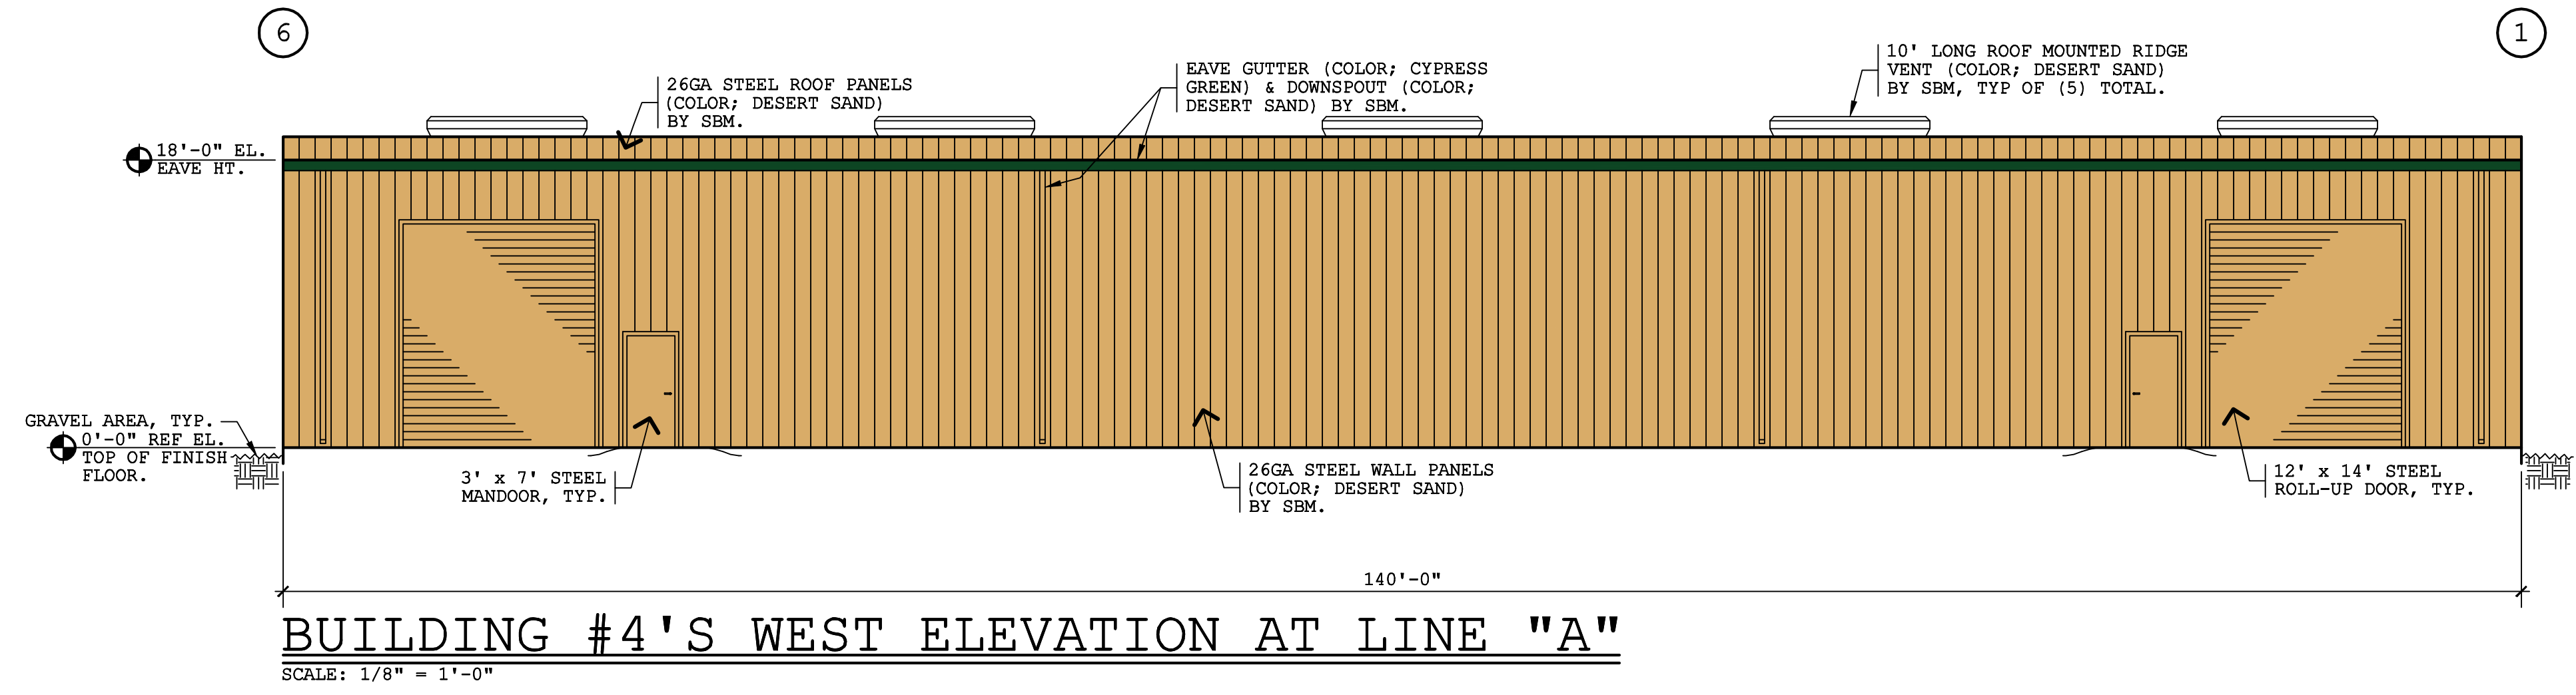 6
1
26GA STEEL ROOF PANELS
(COLOR; DESERT SAND)
BY SBM.
EAVE GUTTER (COLOR; CYPRESS
GREEN) & DOWNSPOUT (COLOR;
DESERT SAND) BY SBM.
10' LONG ROOF MOUNTED RIDGE
VENT (COLOR; DESERT SAND)
BY SBM, TYP OF (5) TOTAL.
18'-0" EL.
EAVE HT.
GRAVEL AREA, TYP.
0'-0" REF EL.
TOP OF FINISH
FLOOR.
3' x 7' STEEL
MANDOOR, TYP.
26GA STEEL WALL PANELS
(COLOR; DESERT SAND)
BY SBM.
12' x 14' STEEL
ROLL-UP DOOR, TYP.
140'-0"
BUILDING #4'S WEST ELEVATION AT LINE "A"
SCALE: 1/8" = 1'-0"